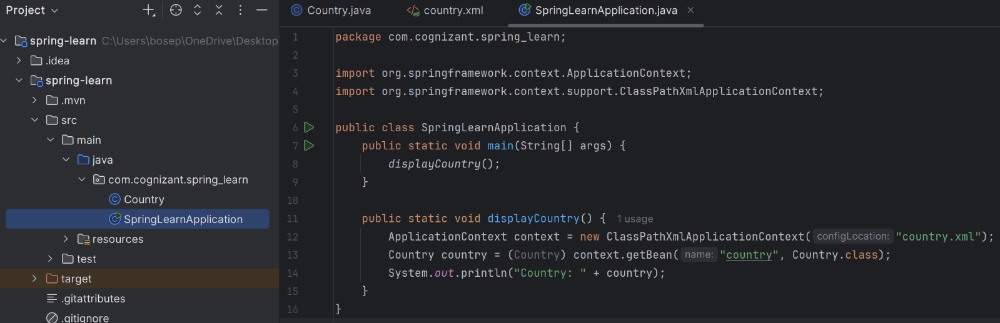 Project
spring-learn C:\Users\bosep\OneDrive\Desktop
.idea
spring-learn
.mvn
src
main
java
com.cognizant.spring_learn
Country
SpringLearnApplication
resources
test
target
.gitattributes
.gitignore
Country.java country.xml SpringLearnApplication.java
1 package com.cognizant.spring_learn;
2
3 import org.springframework.context.ApplicationContext;
4 import org.springframework.context.support.ClassPathXmlApplicationContext;
5
6 public class SpringLearnApplication {
7 public static void main(String[] args) {
8 displayCountry();
9 }
10
11 public static void displayCountry() { 1 usage
12 ApplicationContext context = new ClassPathXmlApplicationContext( configLocation: "country.xml");
13 Country country = (Country) context.getBean( name: "country", Country.class);
14 System.out.println("Country: " + country);
15 }
16 }